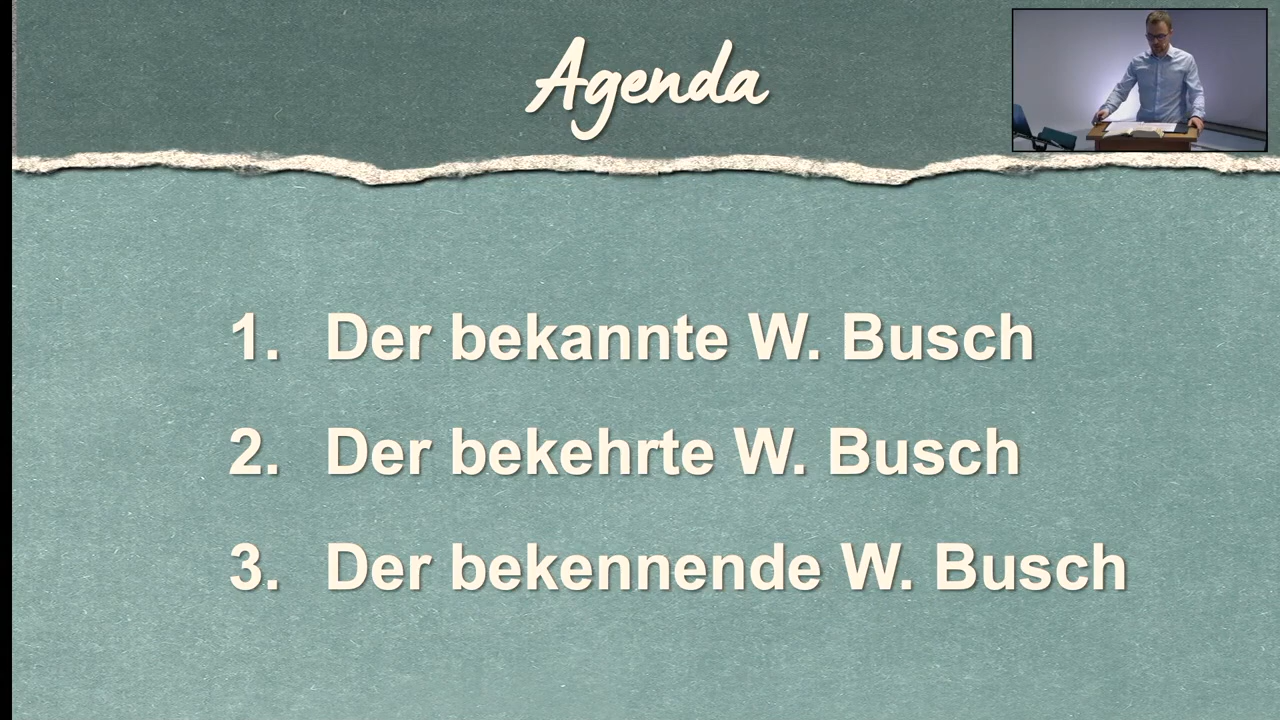 Agenda
1. Der bekannte W. Busch
2. Der bekehrte W. Busch
3. Der bekennende W. Busch